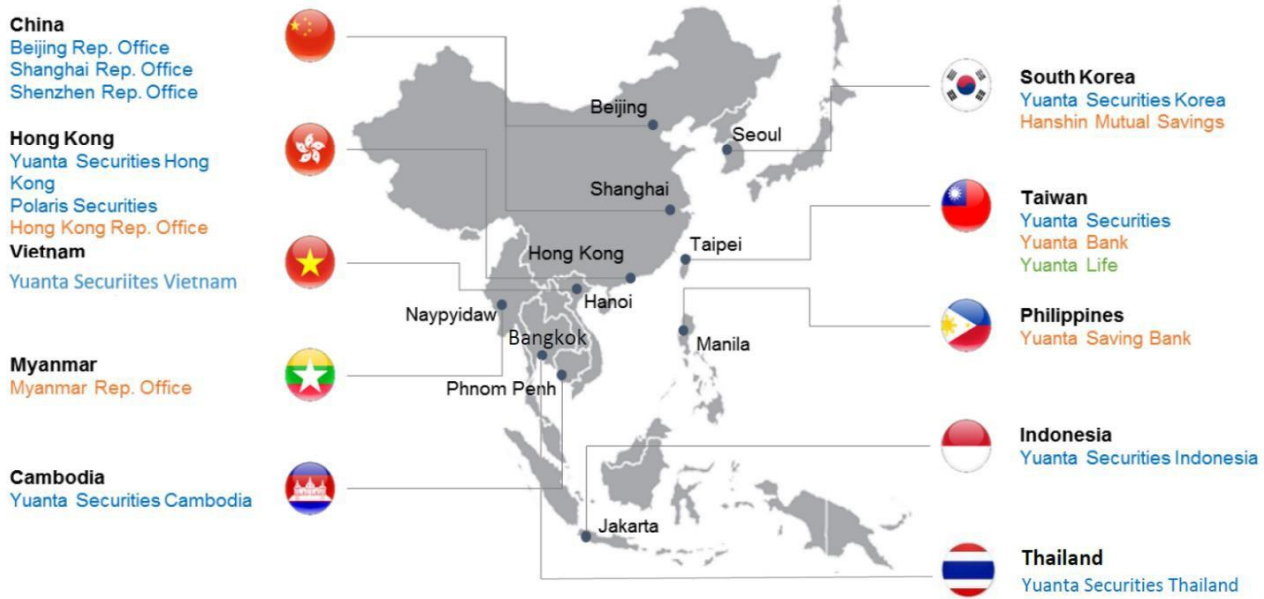 China
Beijing Rep. Office
Shanghai Rep. Office
Shenzhen Rep. Office
Hong Kong
Yuanta Securities Hong
Kong
Polaris Securities
Hong Kong Rep. Office
Vietnam
Yuanta Securiites Vietnam
Myanmar
Myanmar Rep. Office
Cambodia
Yuanta Securities Cambodia
Beijing
Seoul
Shanghai
Taipei
Hong Kong
Hanoi
Naypyidaw
Bangkok
Manila
Phnom Penh
Jakarta
South Korea
Yuanta Securities Korea
Hanshin Mutual Savings
Taiwan
Yuanta Securities
Yuanta Bank
Yuanta Life
Philippines
Yuanta Saving Bank
Indonesia
Yuanta Securities Indonesia
Thailand
Yuanta Securities Thailand